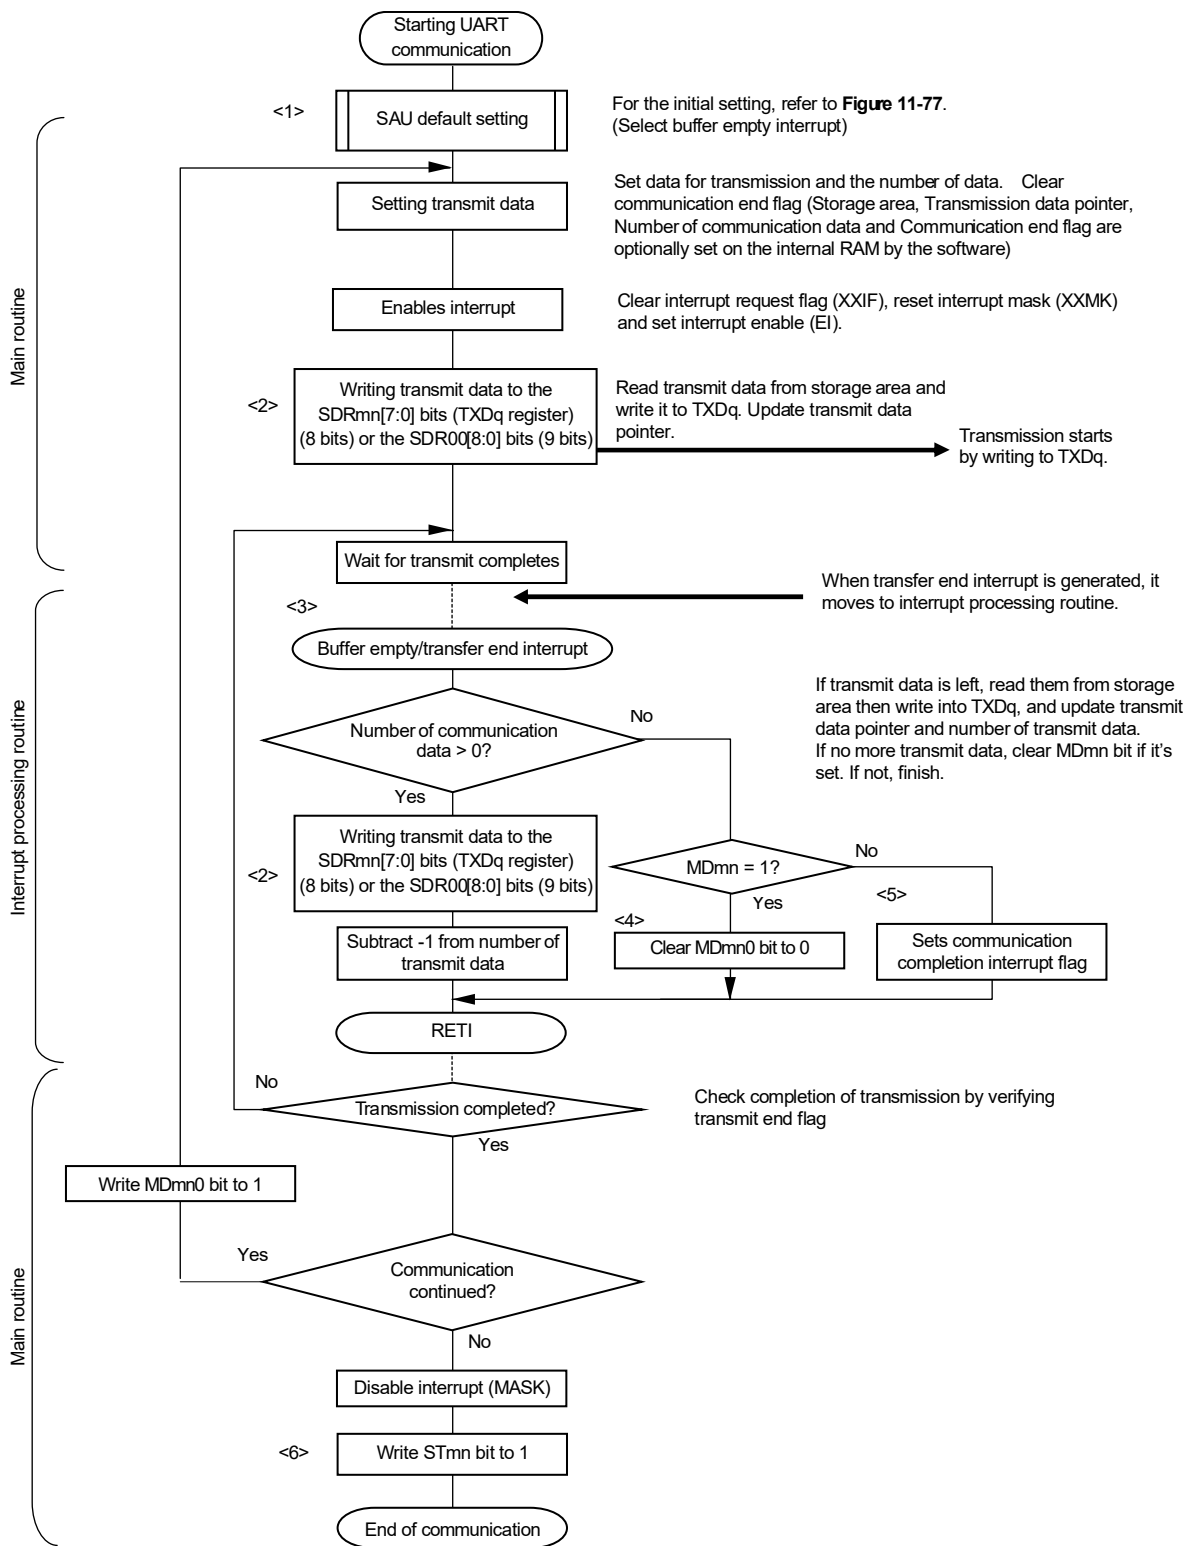 Starting UART
communication
<1>
SAU default setting
For the initial setting, refer to Figure 11-77.
(Select buffer empty interrupt)
Setting transmit data
Set data for transmission and the number of data. Clear
communication end flag (Storage area, Transmission data pointer,
Number of communication data and Communication end flag are
optionally set on the internal RAM by the software)
Main routine
Enables interrupt
Clear interrupt request flag (XXIF), reset interrupt mask (XXMK)
and set interrupt enable (EI).
<2>
Writing transmit data to the
SDRmn[7:0] bits (TXDq register)
(8 bits) or the SDR00[8:0] bits (9 bits)
Read transmit data from storage area and
write it to TXDq. Update transmit data
pointer.
Transmission starts
by writing to TXDq.
Wait for transmit completes
When transfer end interrupt is generated, it
moves to interrupt processing routine.
<3>
Buffer empty/transfer end interrupt
If transmit data is left, read them from storage
area then write into TXDq, and update transmit
data pointer and number of transmit data.
If no more transmit data, clear MDmn bit if it's
set. If not, finish.
Number of communication
data > 0?
No
Yes
Interrupt processing routine
<2>
Writing transmit data to the
SDRmn[7:0] bits (TXDq register)
(8 bits) or the SDR00[8:0] bits (9 bits)
MDmn = 1?
No
Yes
<5>
<4>
Subtract -1 from number of
transmit data
Clear MDmn0 bit to 0
Sets communication
completion interrupt flag
RETI
No
Transmission completed?
Yes
Check completion of transmission by verifying
transmit end flag
Write MDmn0 bit to 1
Yes
Communication
continued?
No
Main routine
Disable interrupt (MASK)
<6>
Write STmn bit to 1
End of communication